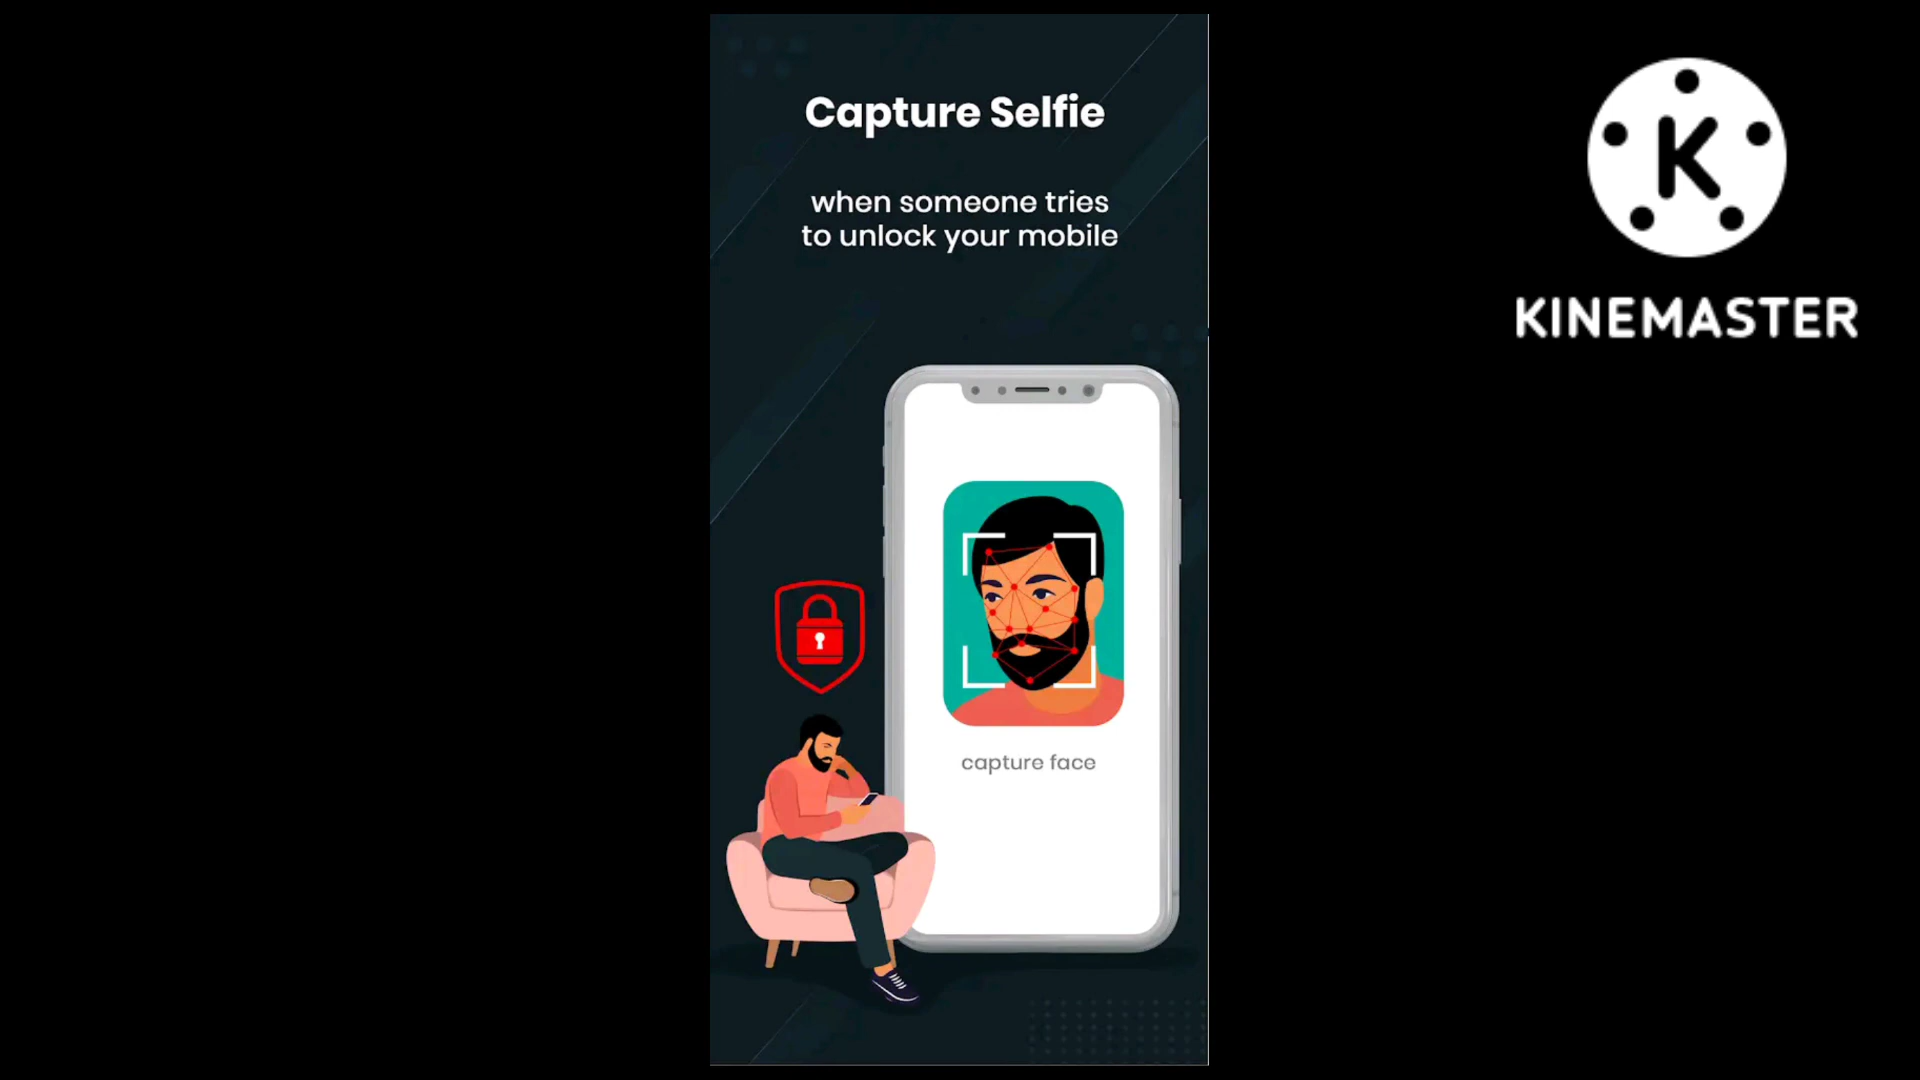 Capture Selfie
when someone tries
to unlock your mobile
capture face
K
KINEMASTER